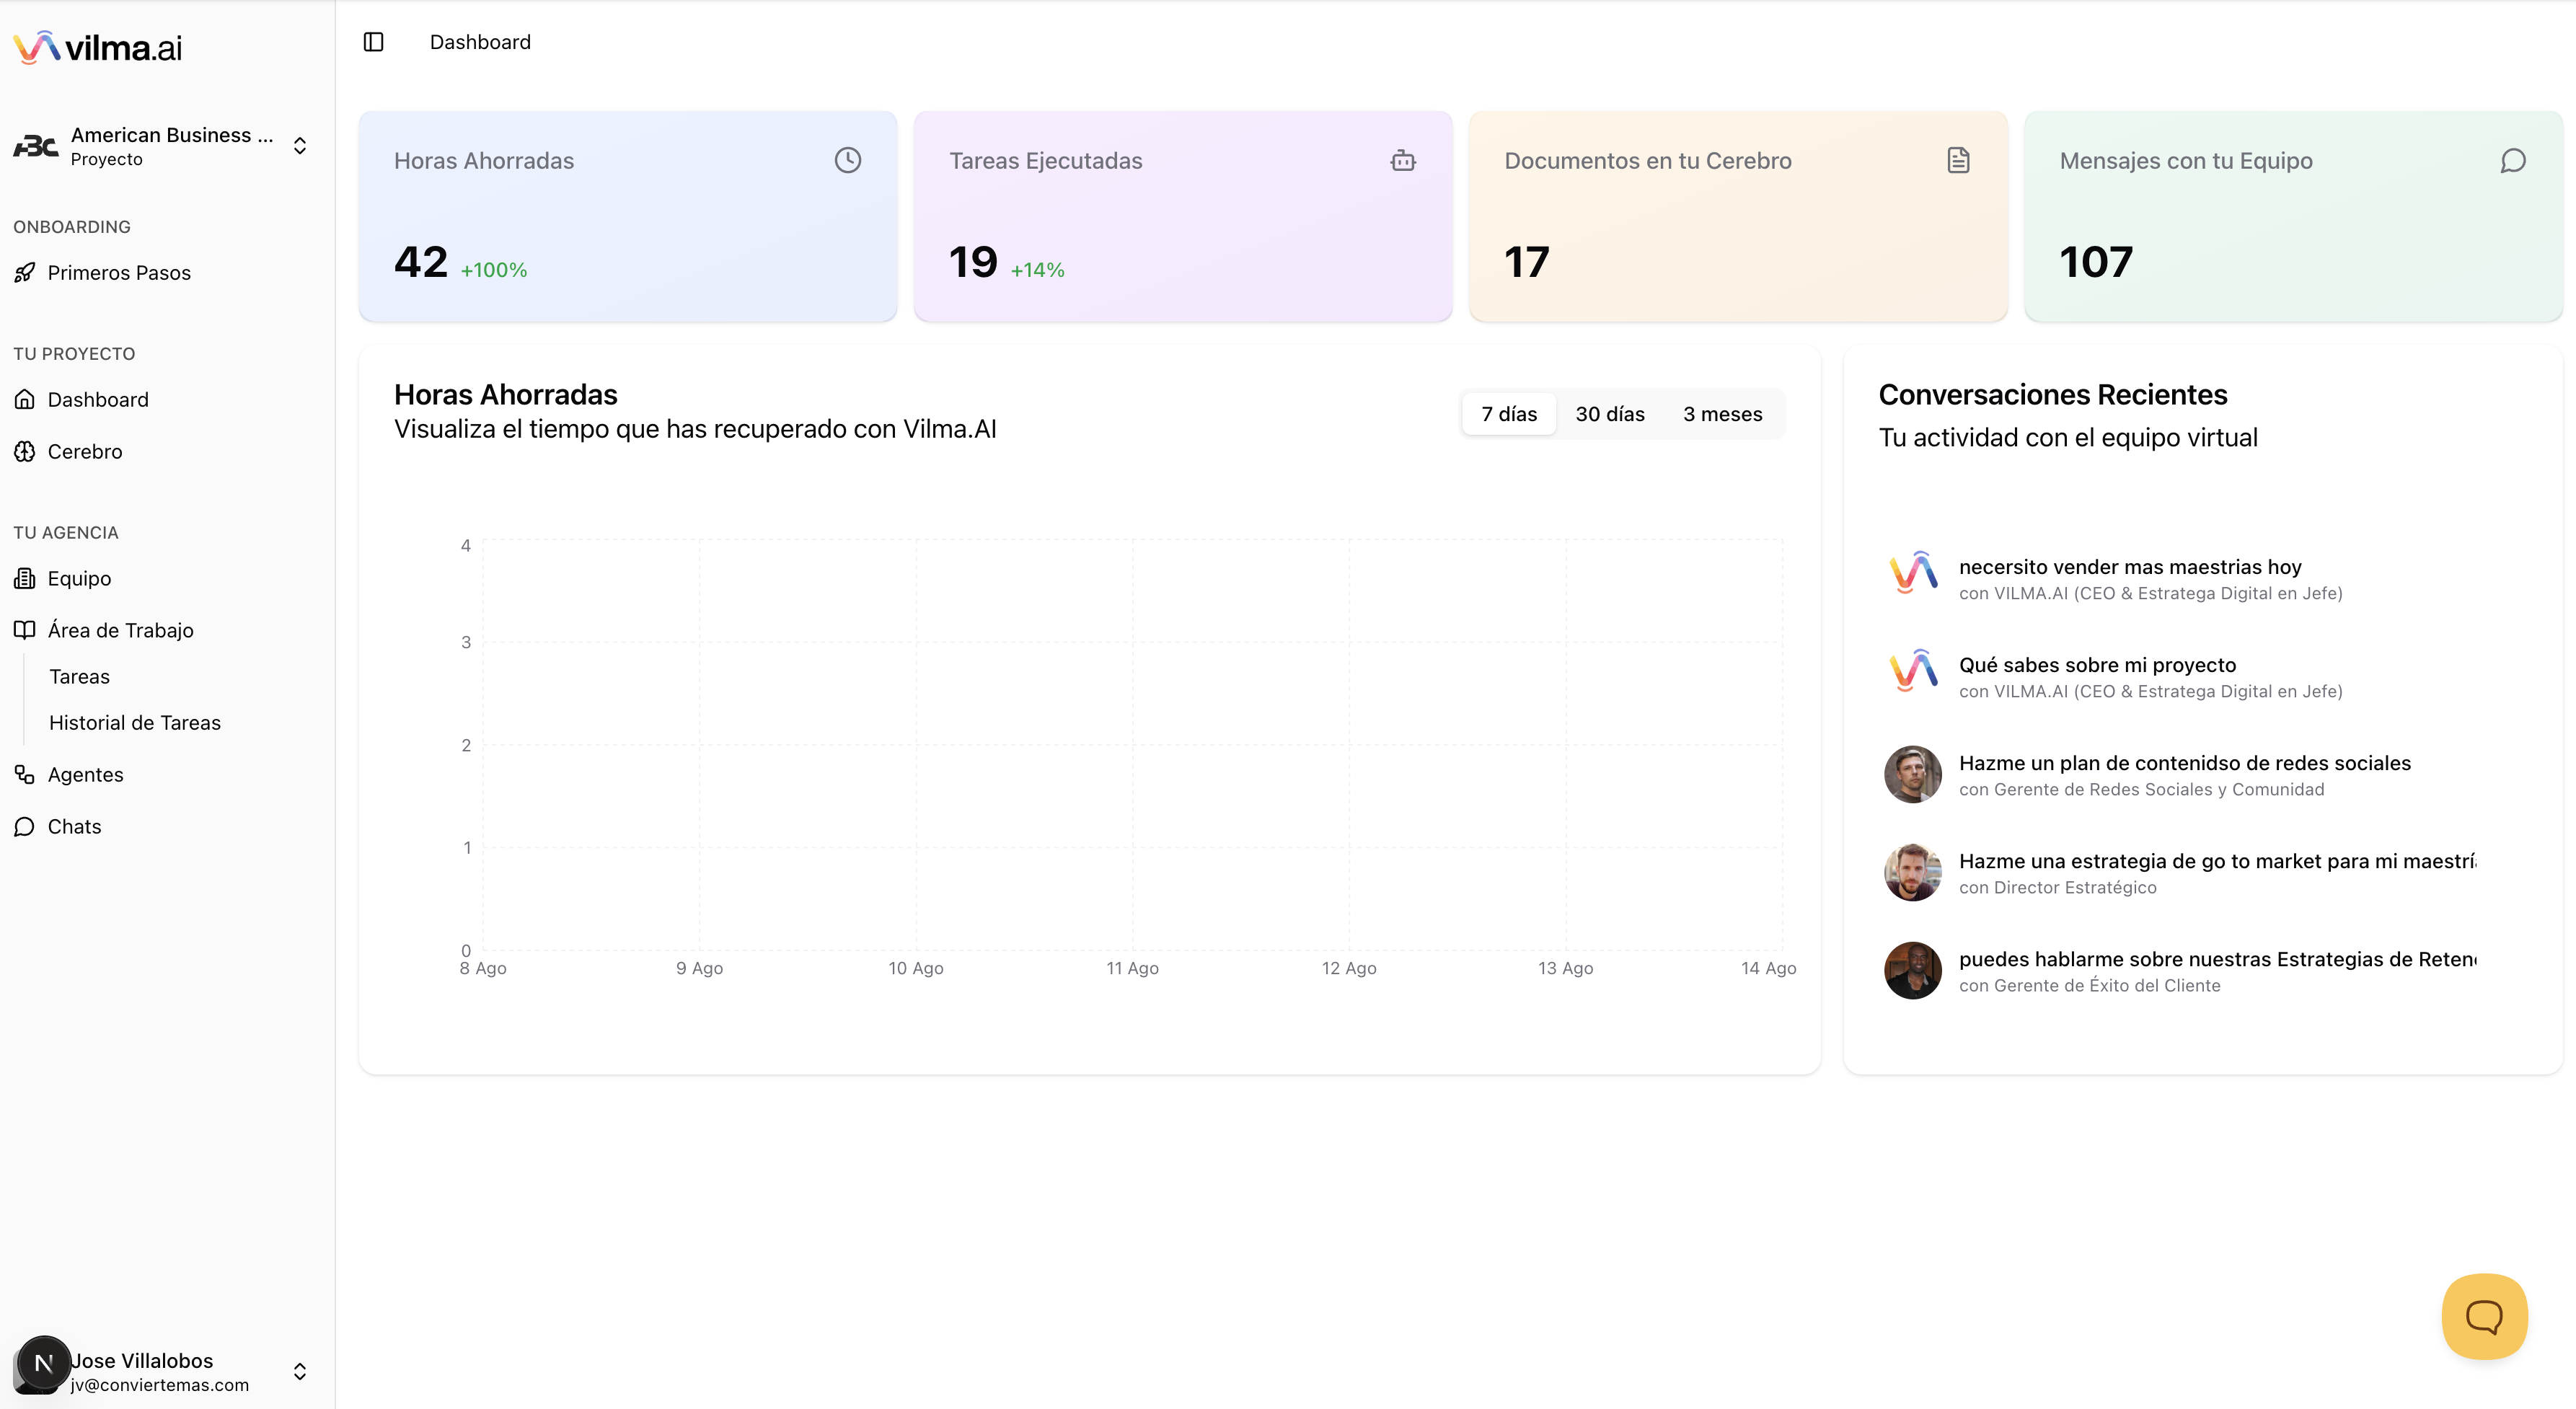 vilma.ai
Dashboard
ABC
American Business ...
Proyecto
ONBOARDING
Primeros Pasos
TU PROYECTO
Dashboard
Cerebro
TU AGENCIA
Equipo
Área de Trabajo
Tareas
Historial de Tareas
Agentes
Chats
N
Jose Villalobos
jv@conviertemas.com
Horas Ahorradas
42 +100%
Tareas Ejecutadas
19 +14%
Documentos en tu Cerebro
17
Mensajes con tu Equipo
107
Horas Ahorradas
Visualiza el tiempo que has recuperado con Vilma.AI
7 días 30 días 3 meses
4
3
2
1
0
8 Ago 9 Ago 10 Ago 11 Ago 12 Ago 13 Ago 14 Ago
Conversaciones Recientes
Tu actividad con el equipo virtual
necersito vender mas maestrias hoy
con VILMA.AI (CEO & Estratega Digital en Jefe)
Qué sabes sobre mi proyecto
con VILMA.AI (CEO & Estratega Digital en Jefe)
Hazme un plan de contenidso de redes sociales
con Gerente de Redes Sociales y Comunidad
Hazme una estrategia de go to market para mi maestrí
con Director Estratégico
puedes hablarme sobre nuestras Estrategias de Reten
con Gerente de Éxito del Cliente